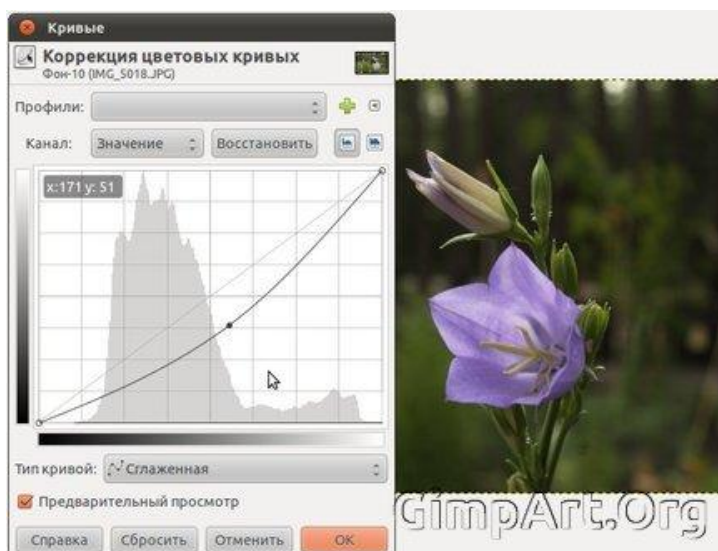 Кривые
Коррекция цветовых кривых
Фон-10 (IMG_5018.JPG)
Профили:
Канал: Значение Восстановить
x:171 y: 51
Тип кривой: Сглаженная
Предварительный просмотр
Справка Сбросить Отменить OK
GimpArt.Org